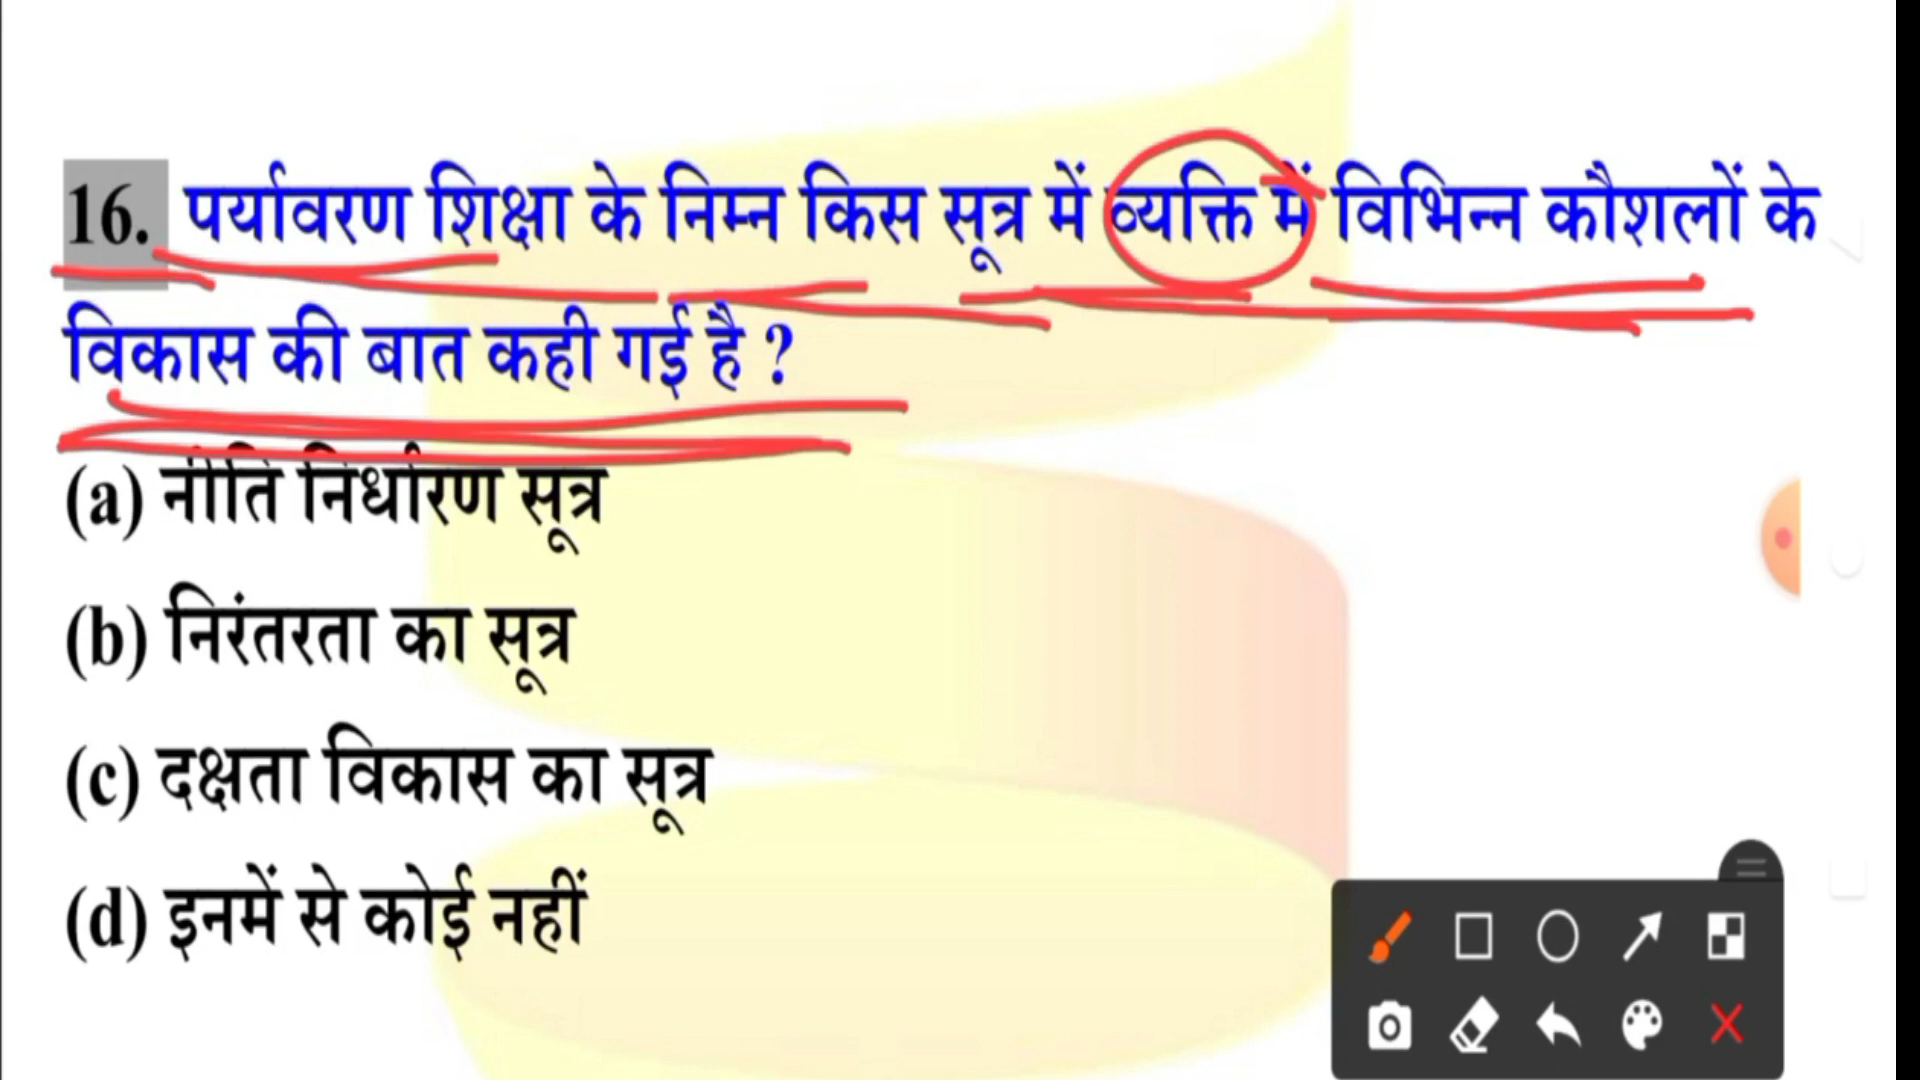 16. पर्यावरण शिक्षा के निम्न किस सूत्र में व्यक्ति में विभिन्न कौशलों के
विकास की बात कही गई है ?
(a) नीति निर्धारण सूत्र
(b) निरंतरता का सूत्र
(c) दक्षता विकास का सूत्र
(d) इनमें से कोई नहीं